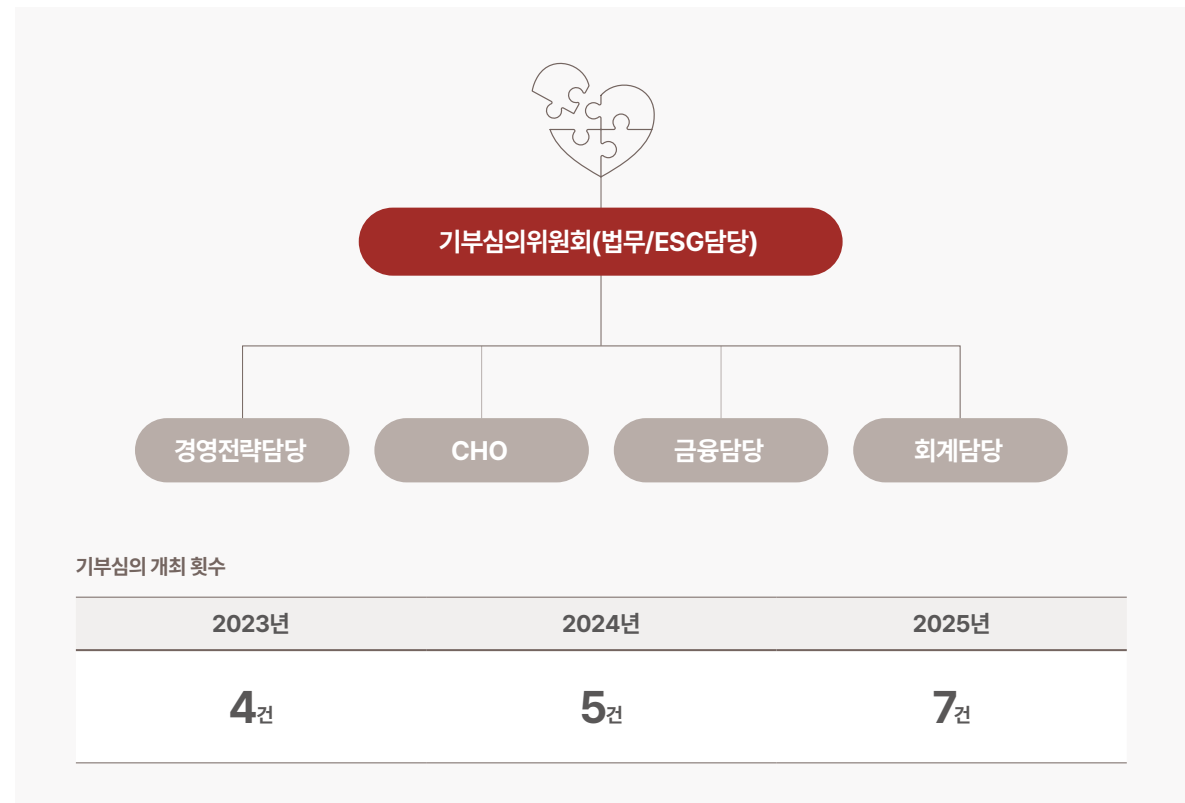 기부심의위원회(법무/ESG담당)
경영전략담당 CHO 금융담당 회계담당
기부심의 개최 횟수
2023년 2024년 2025년
4건 5건 7건